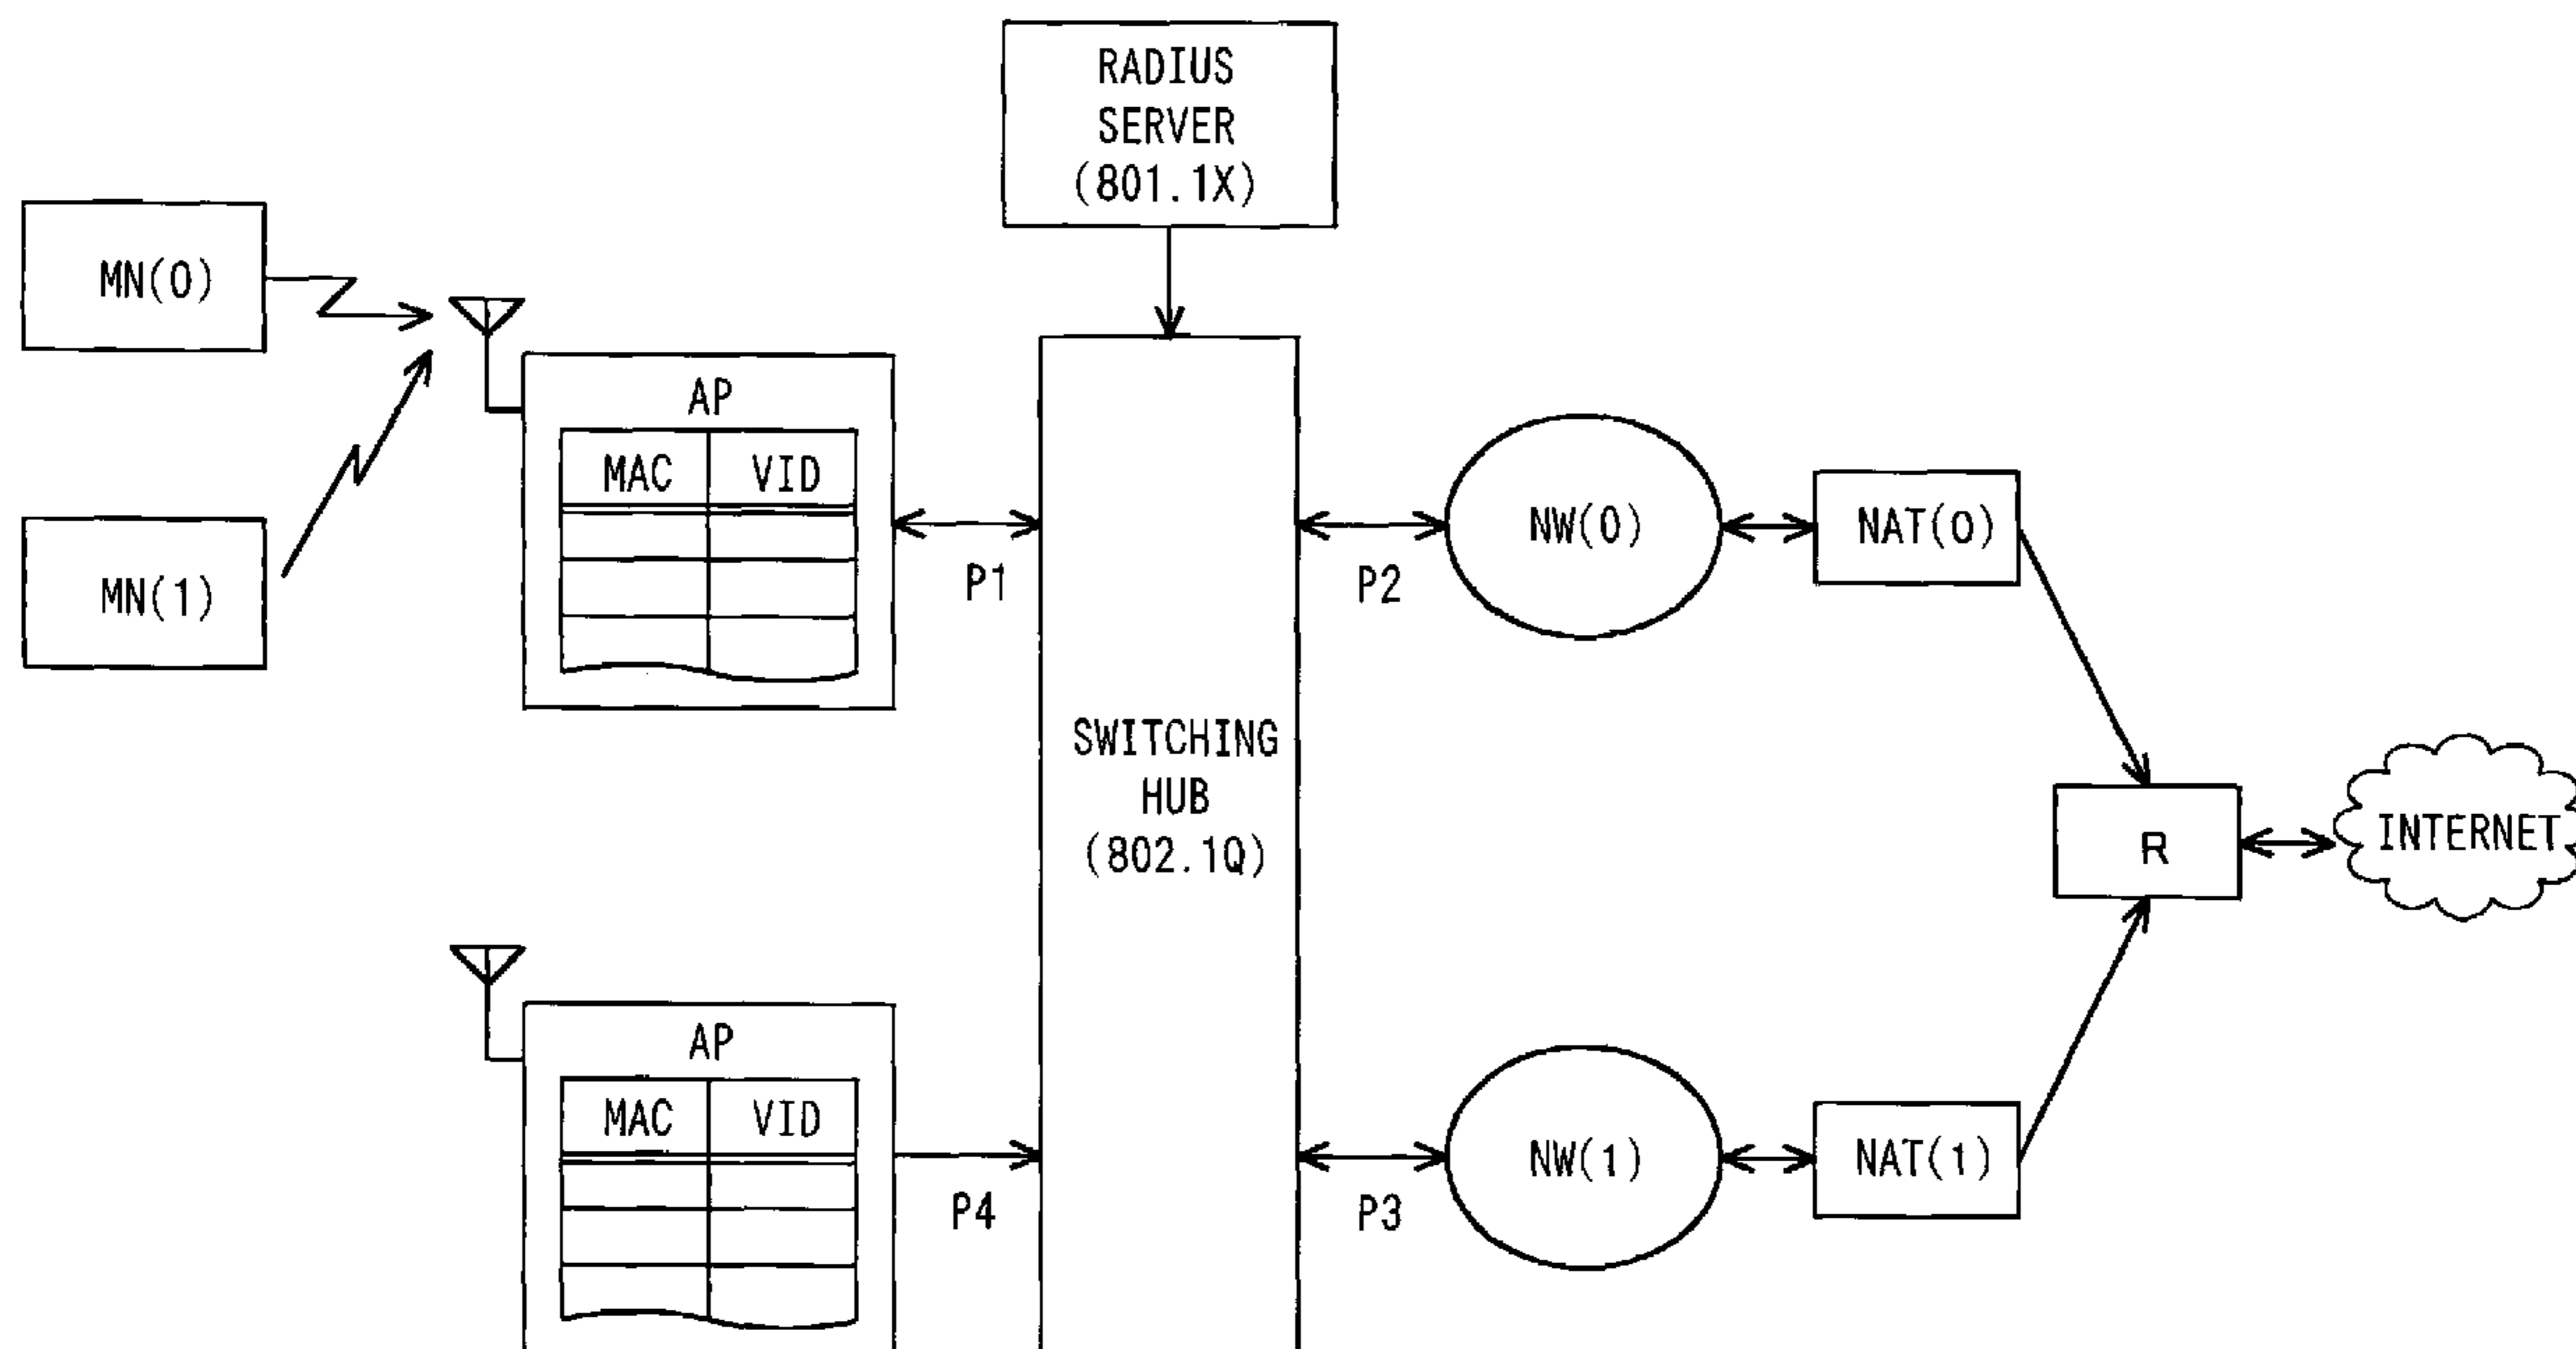 RADIUS
SERVER
(801.1X)
MN(0)
MN(1)
AP
MAC VID
P1
SWITCHING
HUB
(802.1Q)
P2
NW(0)
NAT(0)
R
INTERNET
AP
MAC VID
P4
P3
NW(1)
NAT(1)